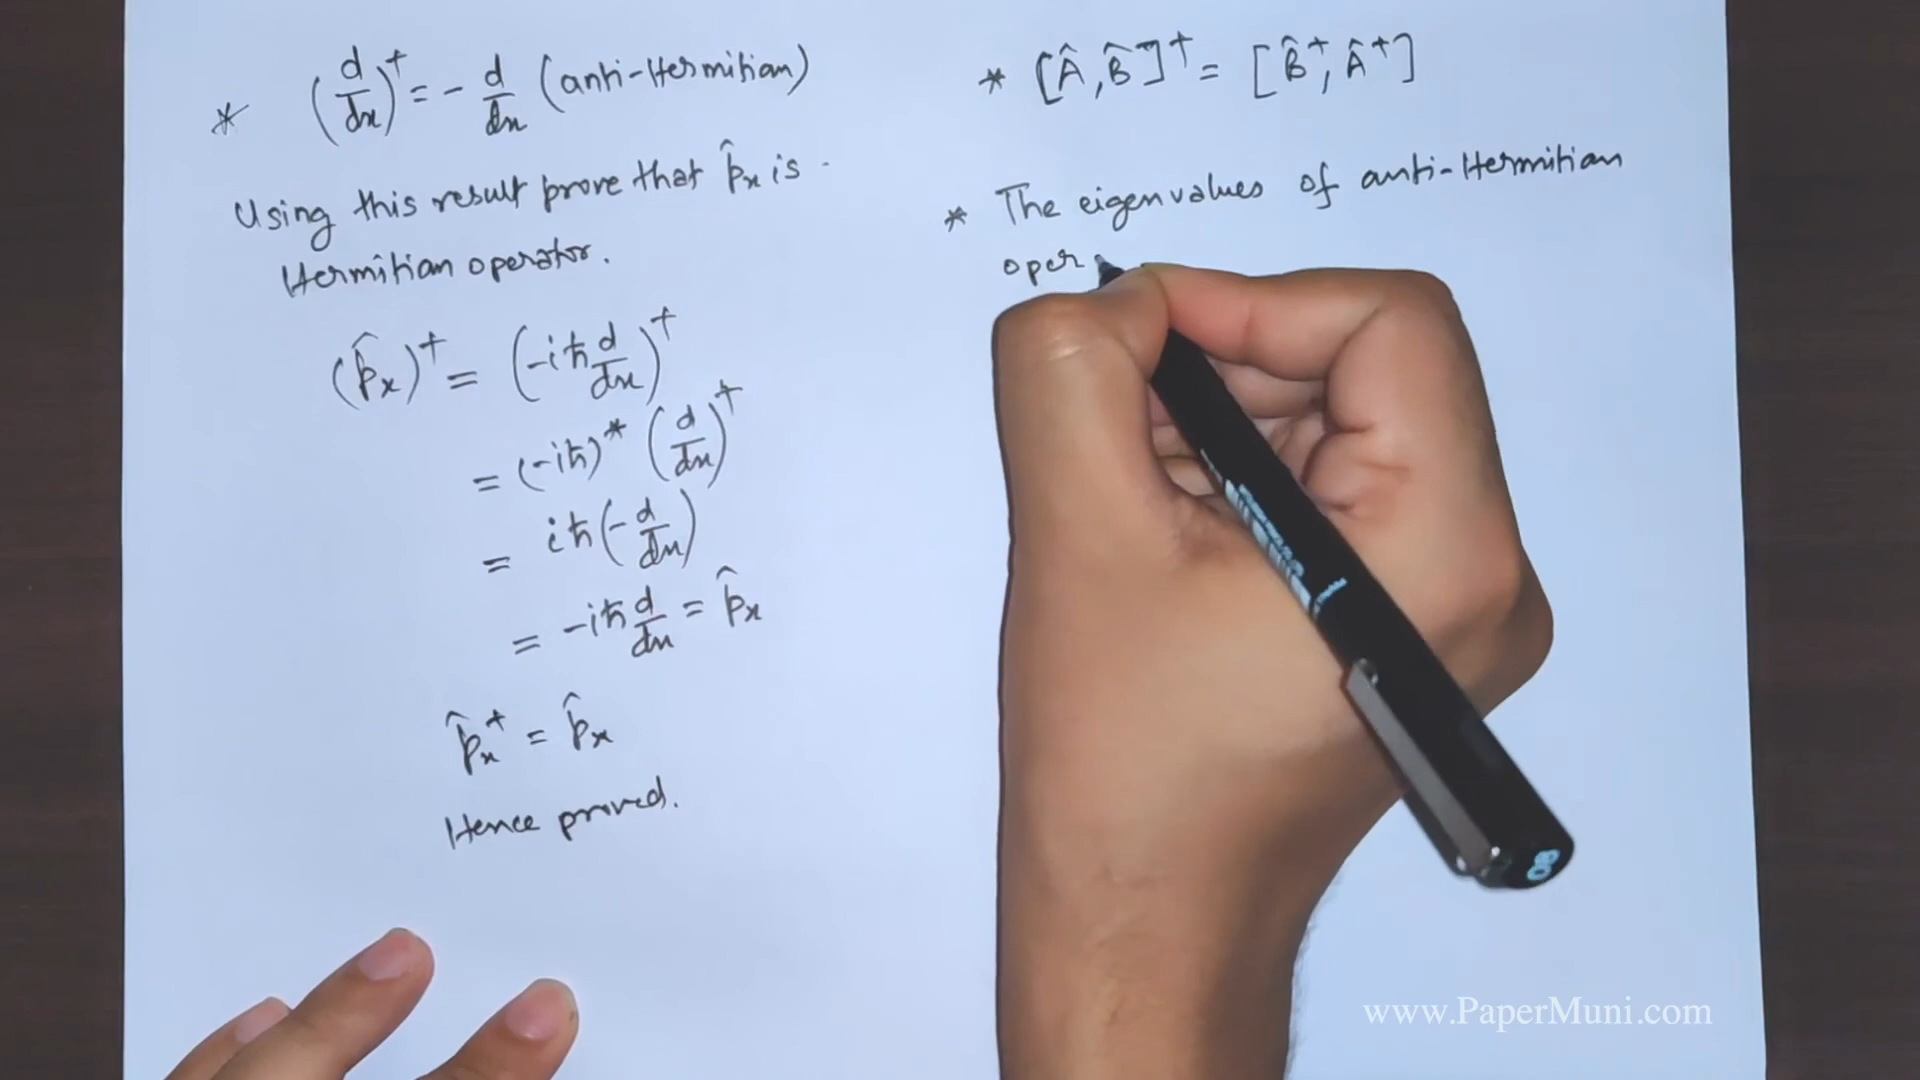 * (d/dx)† = - d/dx (anti-Hermitian)
Using this result prove that p̂x is
Hermitian operator.
(p̂x)† = (-iħ d/dx)†
= (-iħ)* (d/dx)†
= iħ(-d/dx)
= -iħ d/dx = p̂x
p̂x† = p̂x
Hence proved.
* [Â, B̂]† = [B̂†, Â†]
* The eigenvalues of anti-Hermitian
oper
08
www.PaperMuni.com